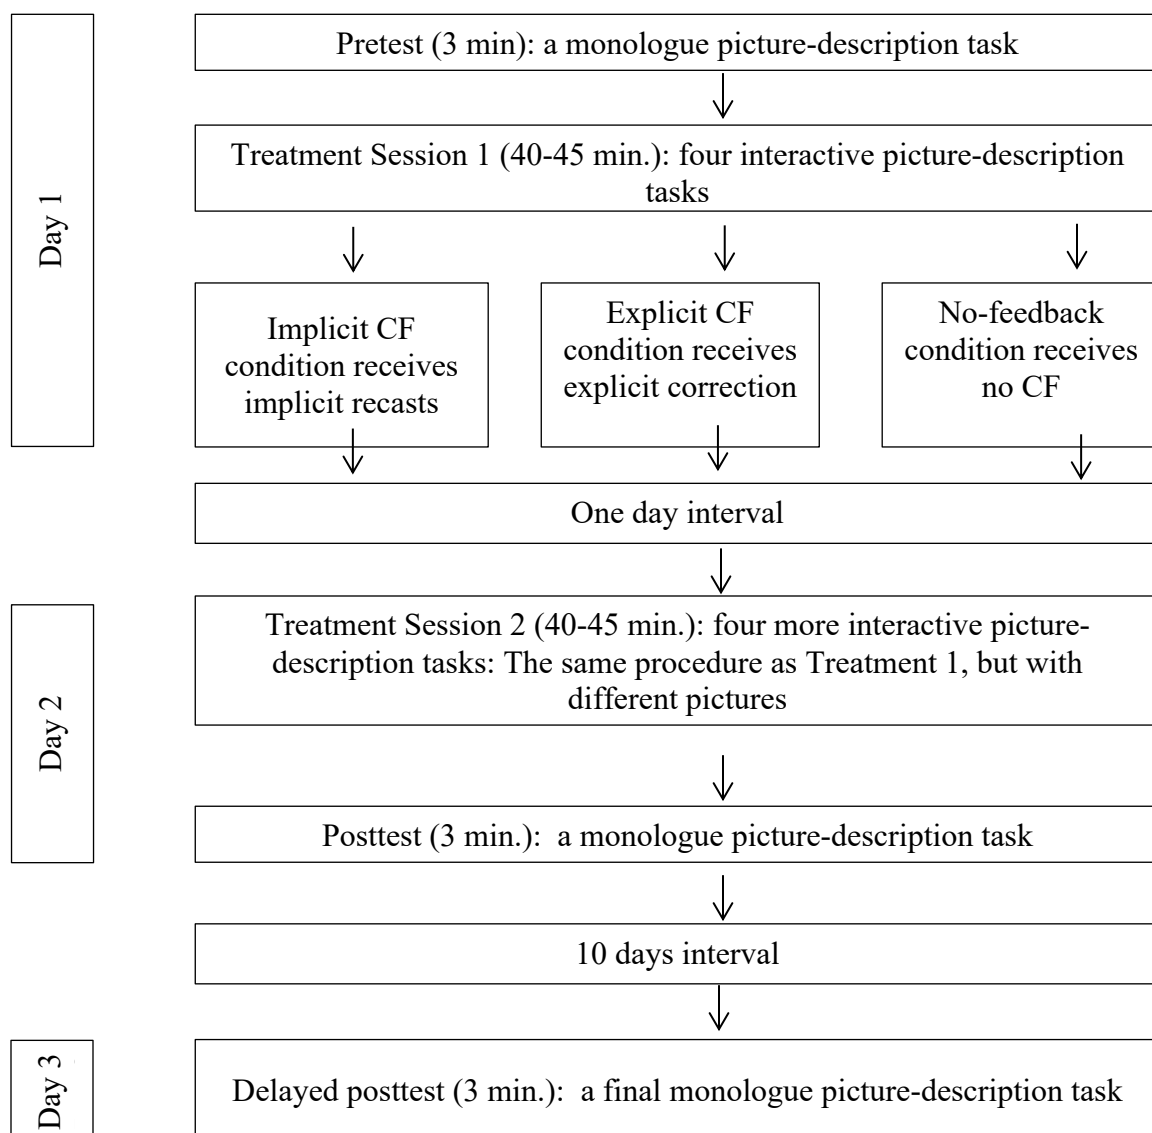 Day 1
Pretest (3 min): a monologue picture-description task
Treatment Session 1 (40-45 min.): four interactive picture-description
tasks
Implicit CF
condition receives
implicit recasts
Explicit CF
condition receives
explicit correction
No-feedback
condition receives
no CF
One day interval
Day 2
Treatment Session 2 (40-45 min.): four more interactive picture-
description tasks: The same procedure as Treatment 1, but with
different pictures
Posttest (3 min.):  a monologue picture-description task
10 days interval
Day 3
Delayed posttest (3 min.):  a final monologue picture-description task